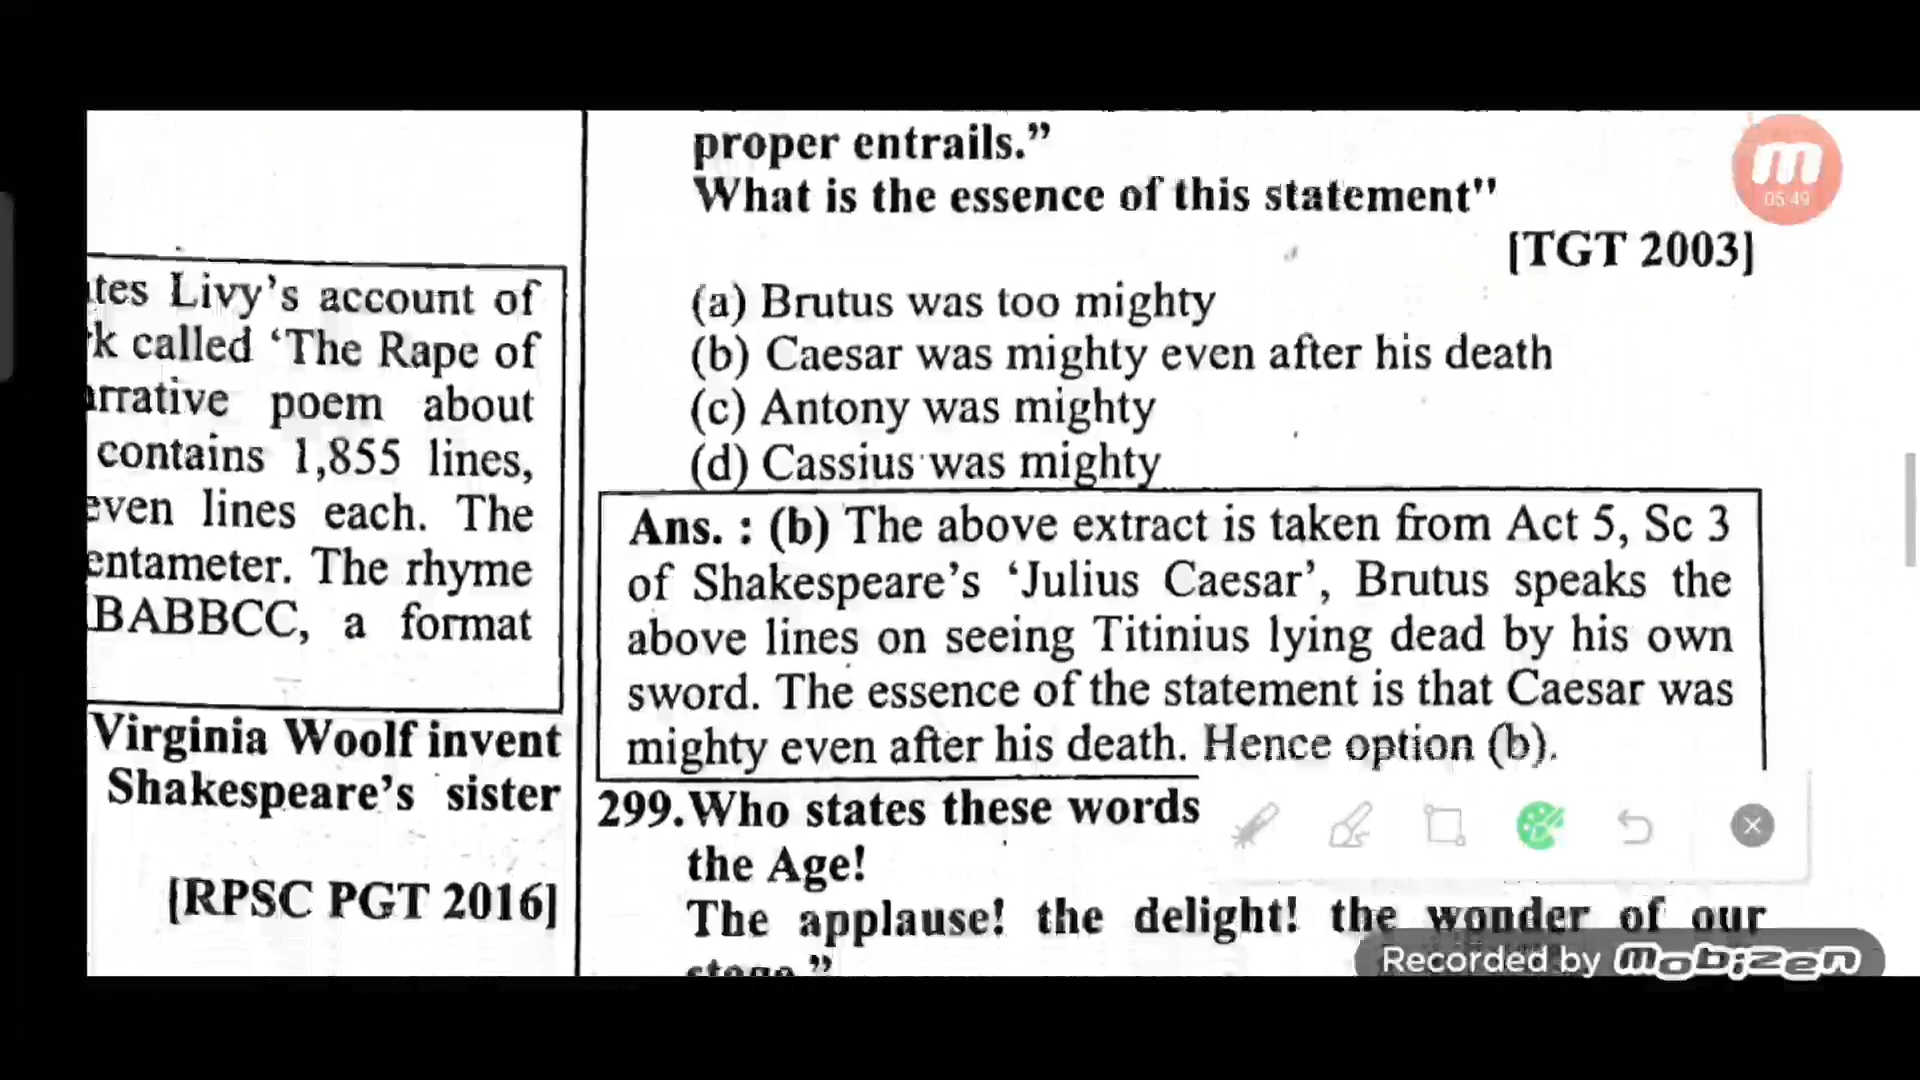 tes Livy's account of
k called 'The Rape of
rrative poem about
contains 1,855 lines,
even lines each. The
entameter. The rhyme
BABBCC, a format
Virginia Woolf invent
Shakespeare's sister
[RPSC PGT 2016]
proper entrails."
What is the essence of this statement"
[TGT 2003]
(a) Brutus was too mighty
(b) Caesar was mighty even after his death
(c) Antony was mighty
(d) Cassius was mighty
Ans. : (b) The above extract is taken from Act 5, Sc 3
of Shakespeare's 'Julius Caesar', Brutus speaks the
above lines on seeing Titinius lying dead by his own
sword. The essence of the statement is that Caesar was
mighty even after his death. Hence option (b).
299. Who states these words
the Age!
The applause! the delight! the wonder of our
stage."
05:49
Recorded by Mobizen